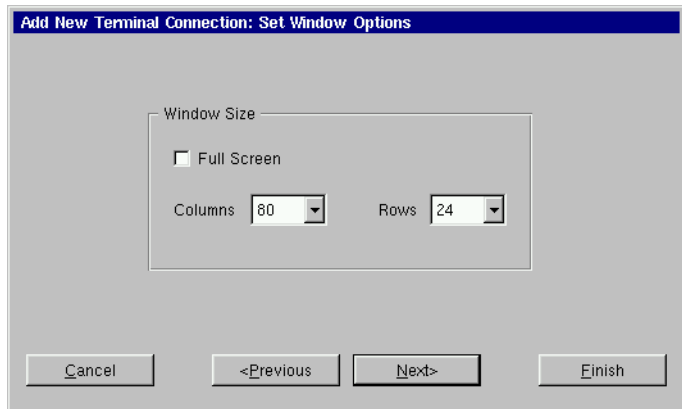 Add New Terminal Connection: Set Window Options
Window Size
Full Screen
Columns 80 Rows 24
Cancel <Previous Next> Finish